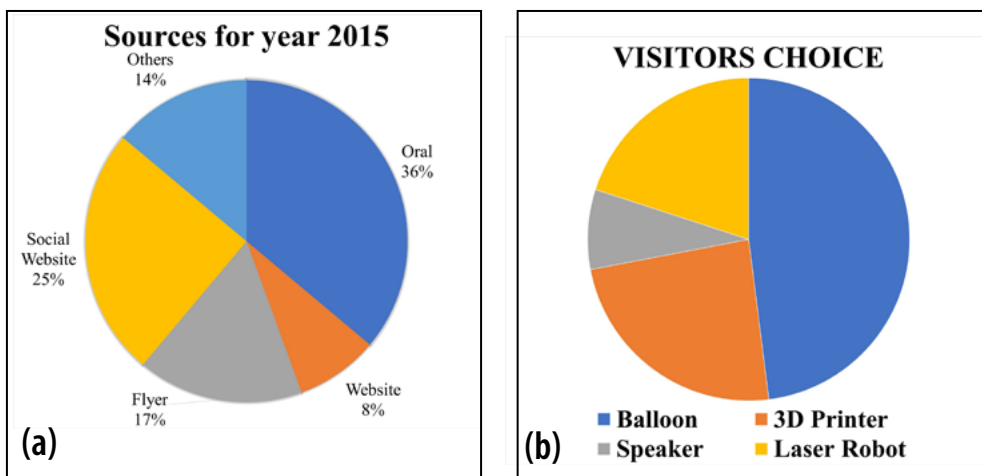 Sources for year 2015
Others
14%
Oral
36%
Social
Website
25%
Website
8%
Flyer
17%
(a)
VISITORS CHOICE
Balloon
3D Printer
Speaker
Laser Robot
(b)